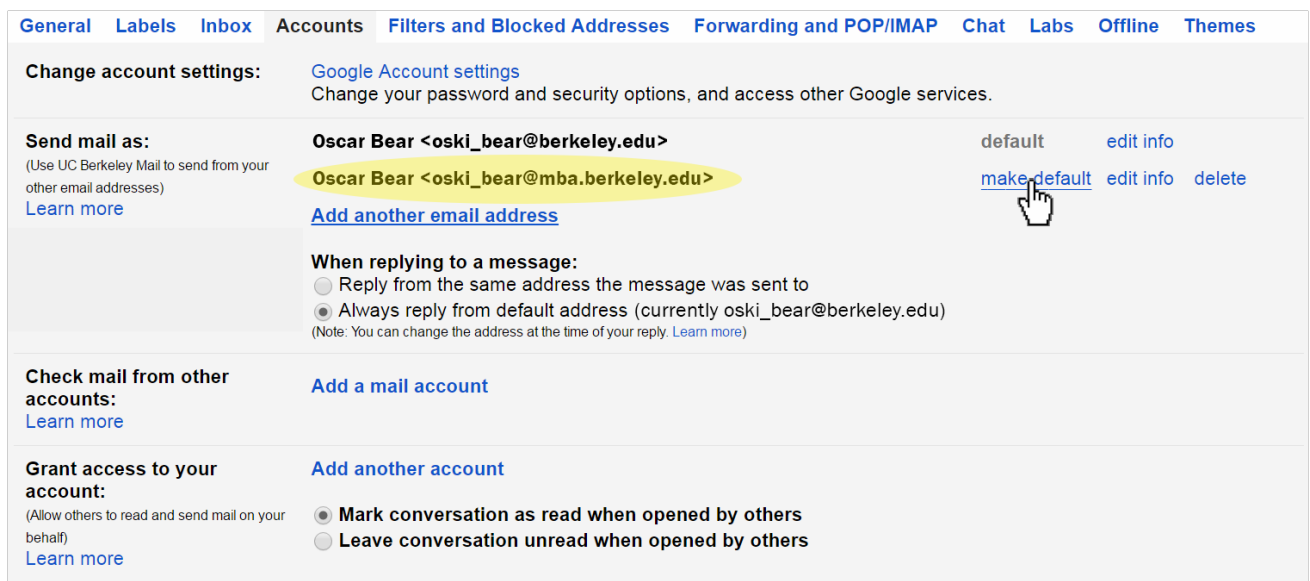 General Labels Inbox Accounts Filters and Blocked Addresses Forwarding and POP/IMAP Chat Labs Offline Themes
Change account settings: Google Account settings
Change your password and security options, and access other Google services.
Send mail as: Oscar Bear <oski_bear@berkeley.edu> default edit info
(Use UC Berkeley Mail to send from your
other email addresses)
Learn more
Oscar Bear <oski_bear@mba.berkeley.edu> make default edit info delete
Add another email address
When replying to a message:
Reply from the same address the message was sent to
Always reply from default address (currently oski_bear@berkeley.edu)
(Note: You can change the address at the time of your reply. Learn more)
Check mail from other
accounts:
Learn more
Add a mail account
Grant access to your
account:
(Allow others to read and send mail on your
behalf)
Learn more
Add another account
Mark conversation as read when opened by others
Leave conversation unread when opened by others